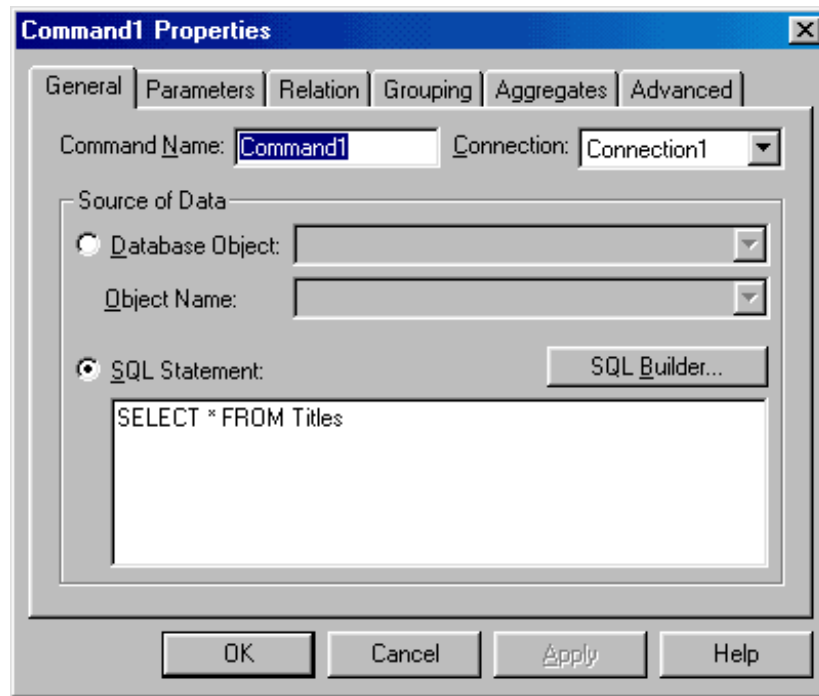 Command1 Properties
General Parameters Relation Grouping Aggregates Advanced
Command Name: Command1 Connection: Connection1
Source of Data
Database Object:
Object Name:
SQL Statement: SQL Builder...
SELECT * FROM Titles
OK Cancel Apply Help